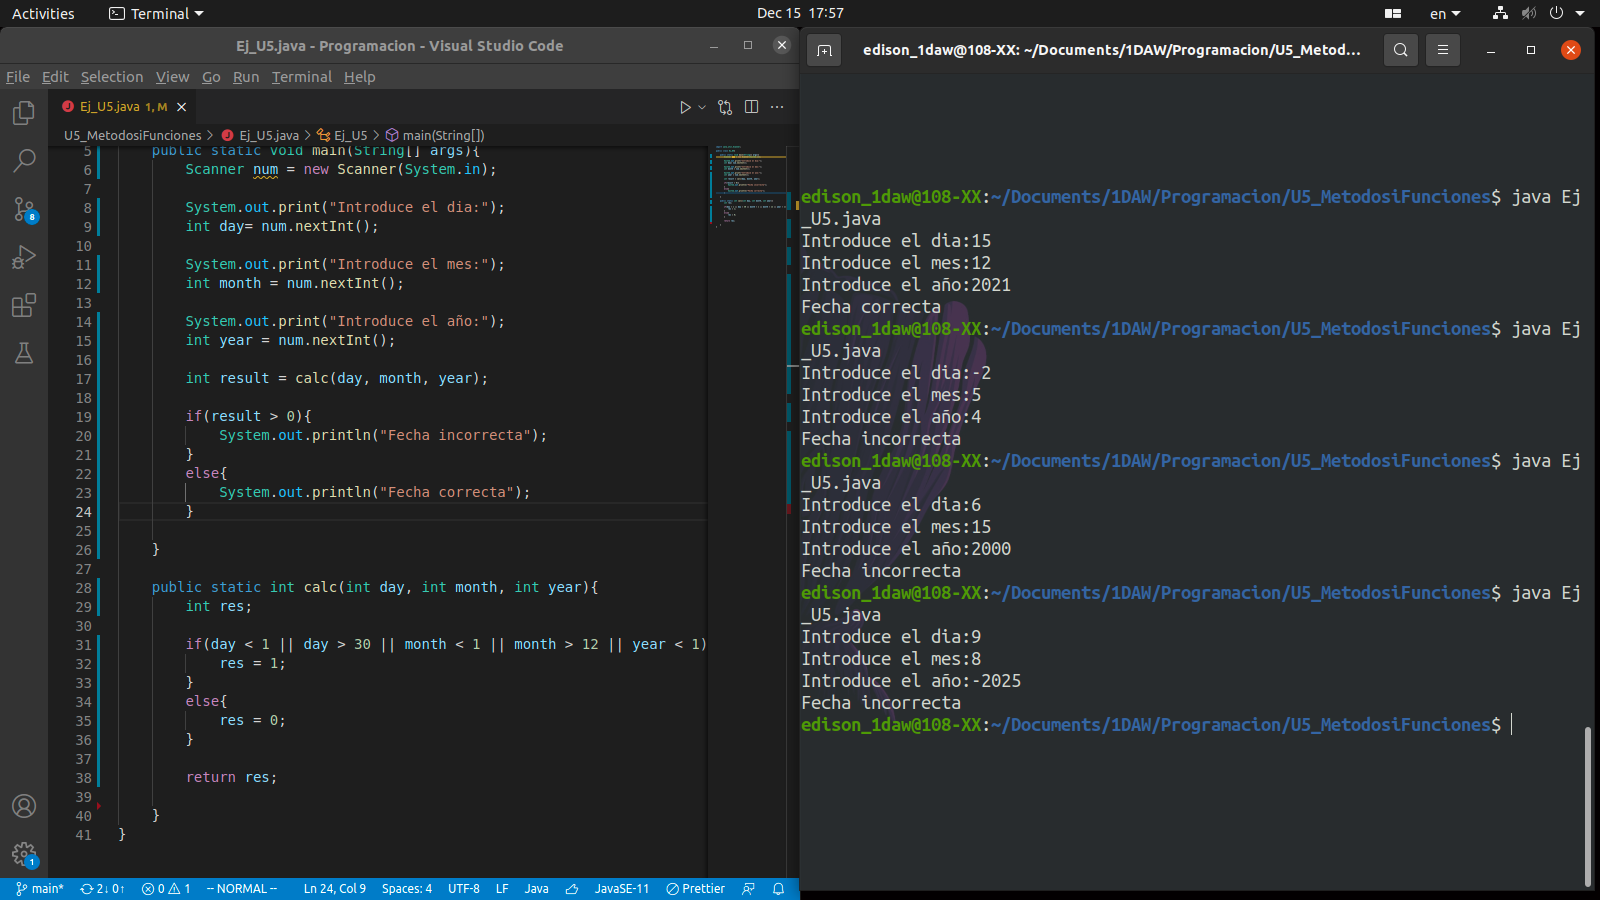 Activities
Terminal
Dec 15 17:57
en
Ej_U5.java - Programacion - Visual Studio Code
File Edit Selection View Go Run Terminal Help
Ej_U5.java 1, M
U5_MetodosiFunciones > Ej_U5.java > Ej_U5 > main(String[])
5 public static void main(String[] args){
6 Scanner num = new Scanner(System.in);
7
8 System.out.print("Introduce el dia:");
9 int day= num.nextInt();
10
11 System.out.print("Introduce el mes:");
12 int month = num.nextInt();
13
14 System.out.print("Introduce el año:");
15 int year = num.nextInt();
16
17 int result = calc(day, month, year);
18
19 if(result > 0){
20 System.out.println("Fecha incorrecta");
21 }
22 else{
23 System.out.println("Fecha correcta");
24 }
25
26 }
27
28 public static int calc(int day, int month, int year){
29 int res;
30
31 if(day < 1 || day > 30 || month < 1 || month > 12 || year < 1)
32 res = 1;
33 }
34 else{
35 res = 0;
36 }
37
38 return res;
39
40 }
41 }
8
1
main* 2↓ 0↑ 0 1 -- NORMAL -- Ln 24, Col 9 Spaces: 4 UTF-8 LF Java JavaSE-11 Prettier
edison_1daw@108-XX: ~/Documents/1DAW/Programacion/U5_Metod...
edison_1daw@108-XX:~/Documents/1DAW/Programacion/U5_MetodosiFunciones$ java Ej
_U5.java
Introduce el dia:15
Introduce el mes:12
Introduce el año:2021
Fecha correcta
edison_1daw@108-XX:~/Documents/1DAW/Programacion/U5_MetodosiFunciones$ java Ej
_U5.java
Introduce el dia:-2
Introduce el mes:5
Introduce el año:4
Fecha incorrecta
edison_1daw@108-XX:~/Documents/1DAW/Programacion/U5_MetodosiFunciones$ java Ej
_U5.java
Introduce el dia:6
Introduce el mes:15
Introduce el año:2000
Fecha incorrecta
edison_1daw@108-XX:~/Documents/1DAW/Programacion/U5_MetodosiFunciones$ java Ej
_U5.java
Introduce el dia:9
Introduce el mes:8
Introduce el año:-2025
Fecha incorrecta
edison_1daw@108-XX:~/Documents/1DAW/Programacion/U5_MetodosiFunciones$